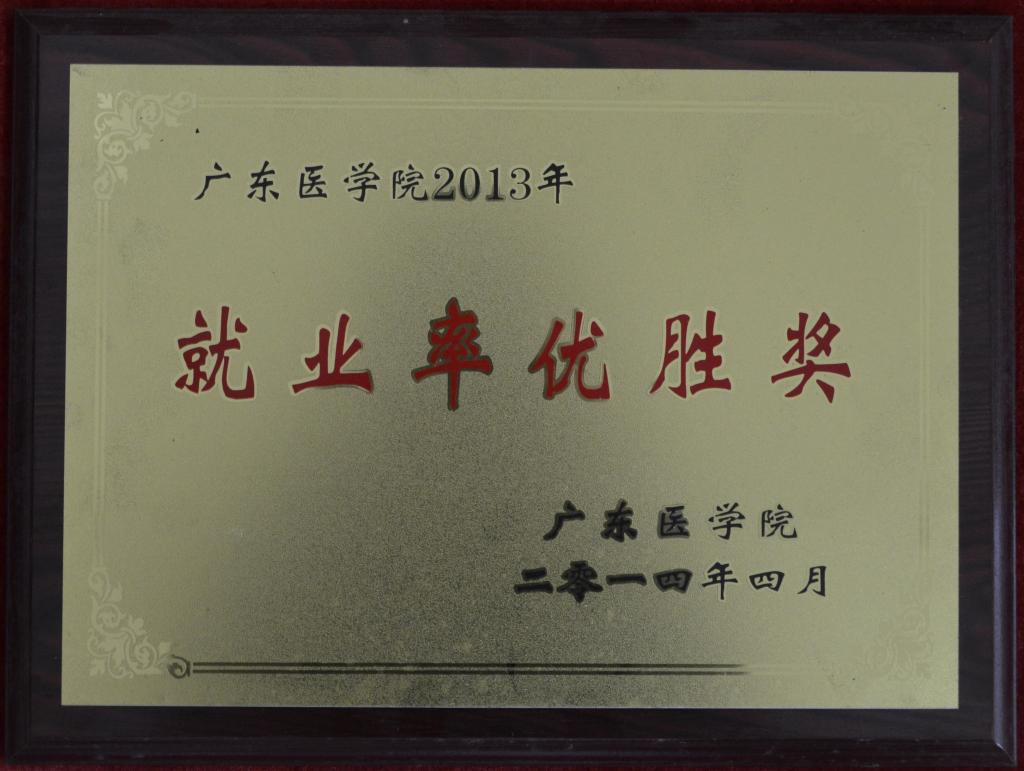 广东医学院2013年
就业率优胜奖
广东医学院
二零一四年四月